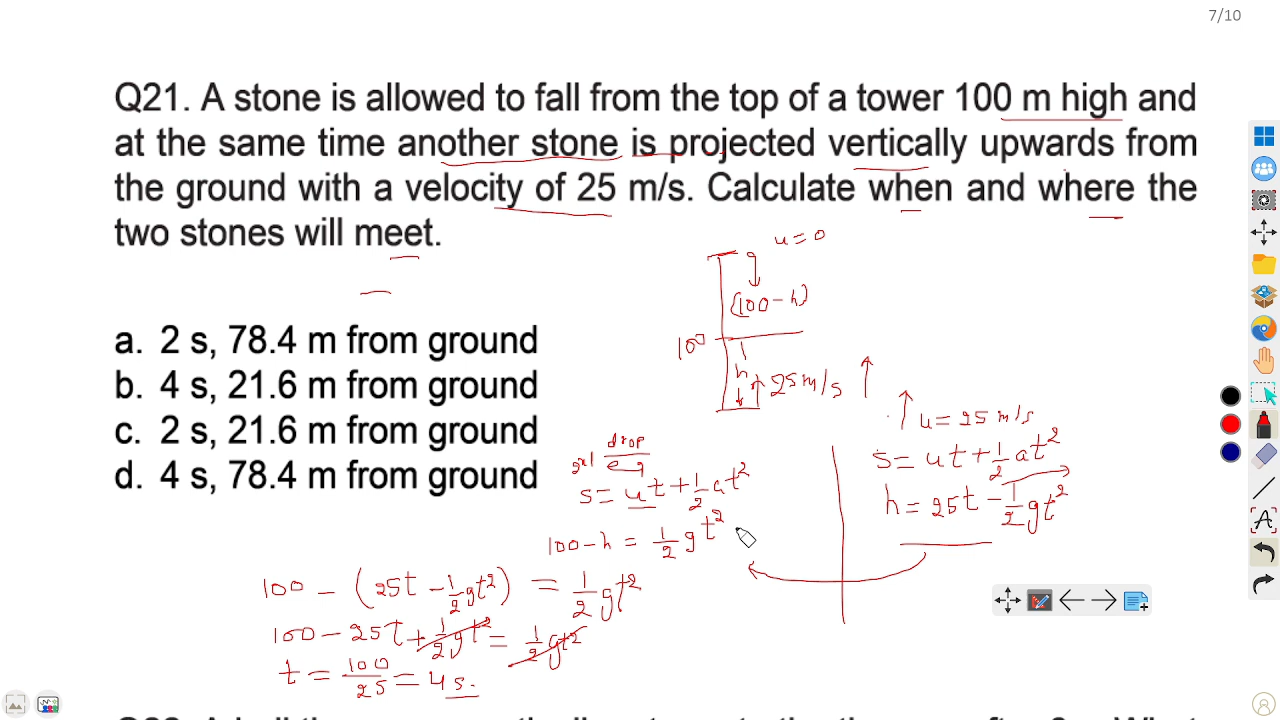 7/10
Q21. A stone is allowed to fall from the top of a tower 100 m high and
at the same time another stone is projected vertically upwards from
the ground with a velocity of 25 m/s. Calculate when and where the
two stones will meet.
u = 0
(100 - h)
100
h
25 m/s
a. 2 s, 78.4 m from ground
b. 4 s, 21.6 m from ground
c. 2 s, 21.6 m from ground
d. 4 s, 78.4 m from ground
u = 25 m/s
s = ut + 1/2 at²
h = 25t - 1/2 gt²
drop
s = ut + 1/2 at²
100 - h = 1/2 gt²
100 - (25t - 1/2 gt²) = 1/2 gt²
100 - 25t + 1/2 gt² = 1/2 gt²
t = 100/25 = 4s.